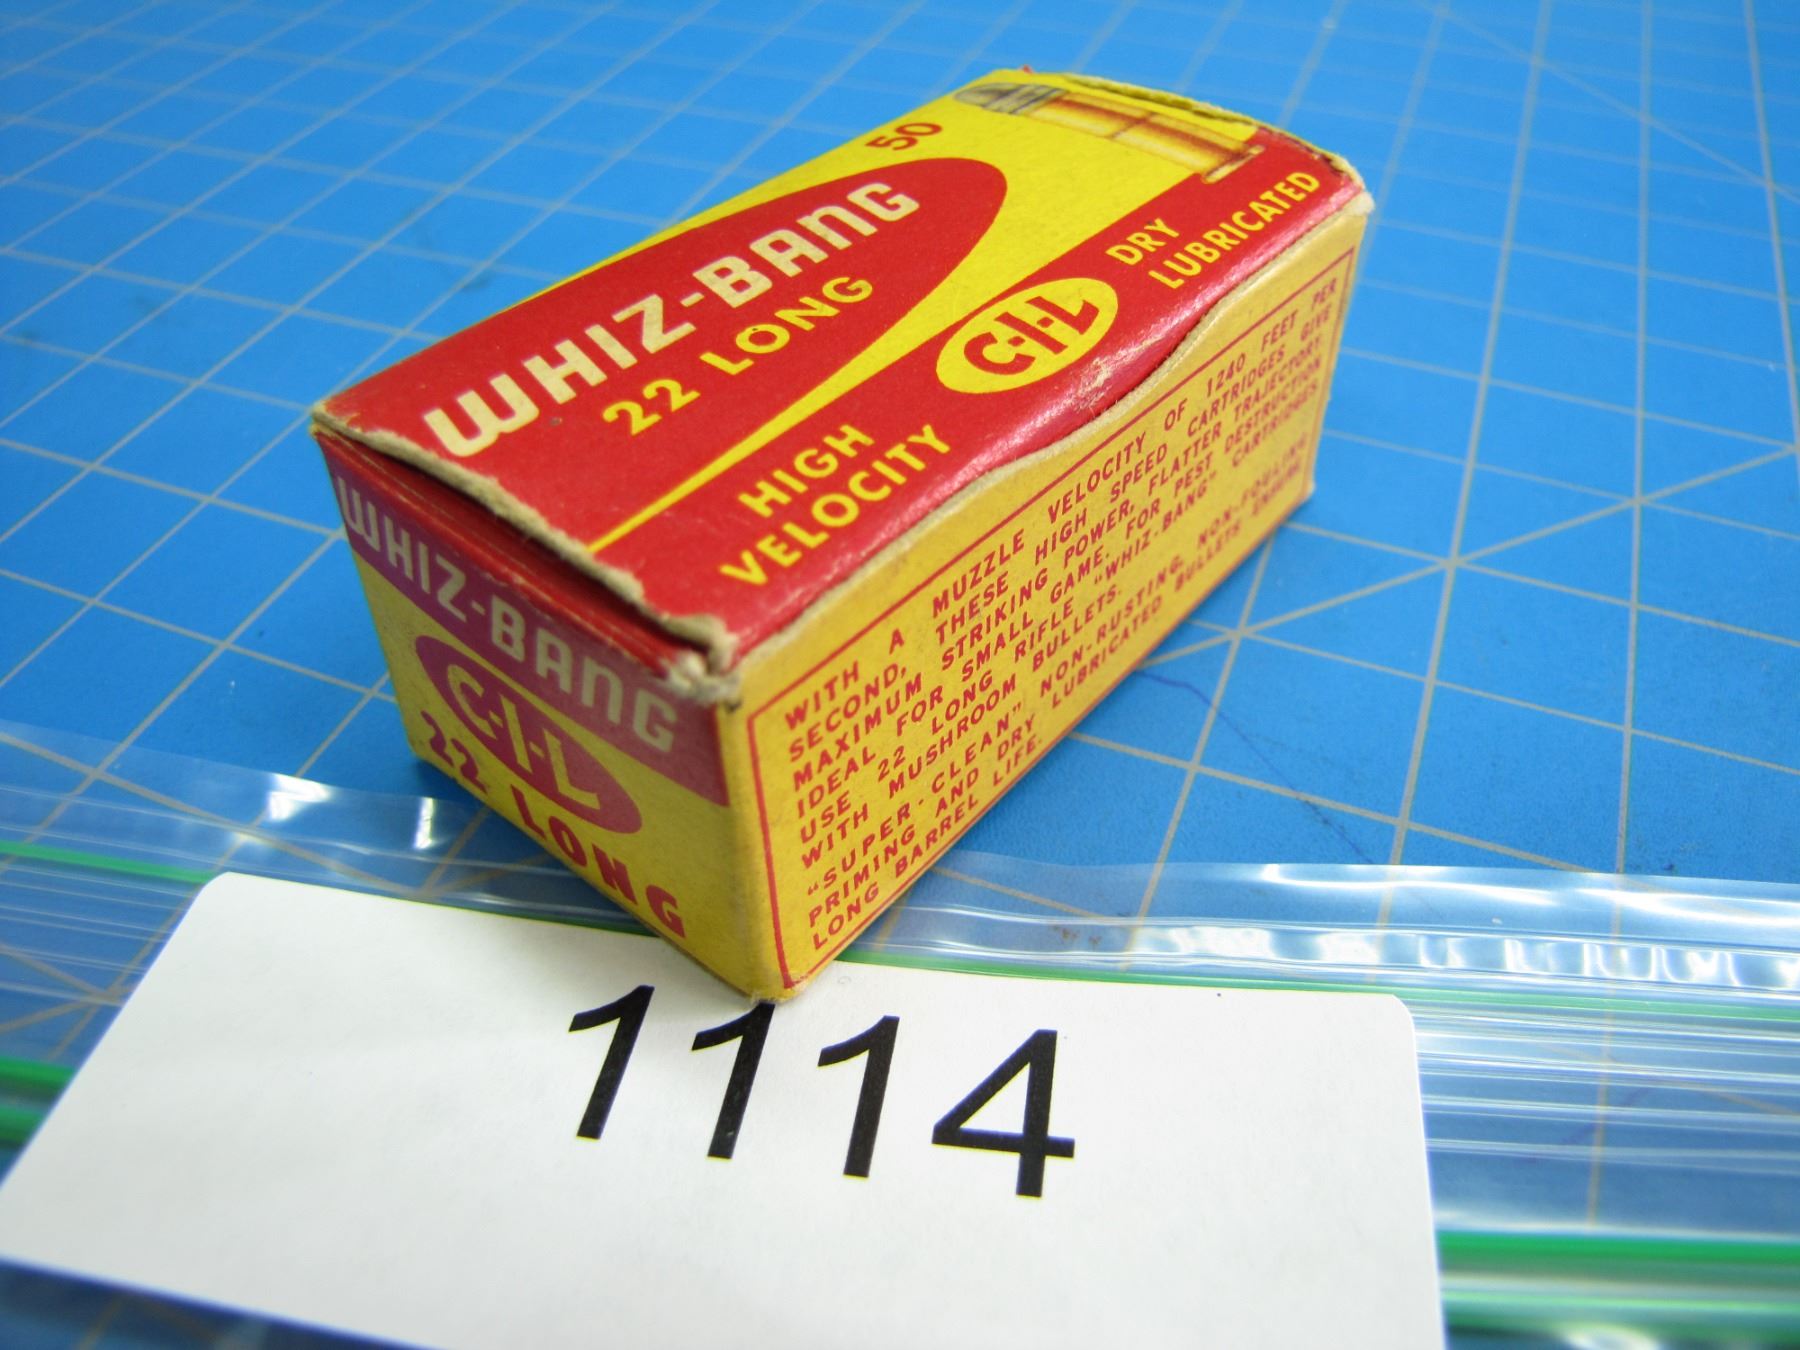 50
WHIZ-BANG
22 LONG
HIGH
VELOCITY
C-I-L
DRY
LUBRICATED
WHIZ-BANG
C-I-L
22 LONG
WITH A MUZZLE VELOCITY OF 1240 FEET PER
SECOND, THESE HIGH SPEED CARTRIDGES GIVE
MAXIMUM STRIKING POWER, FLATTER TRAJECTORY.
IDEAL FOR SMALL GAME. FOR PEST DESTRUCTION
USE 22 LONG RIFLE "WHIZ-BANG" CARTRIDGES
WITH MUSHROOM BULLETS.
"SUPER-CLEAN" NON-RUSTING, NON-FOULING
PRIMING AND DRY LUBRICATED BULLETS ENSURE
LONG BARREL LIFE.
1114